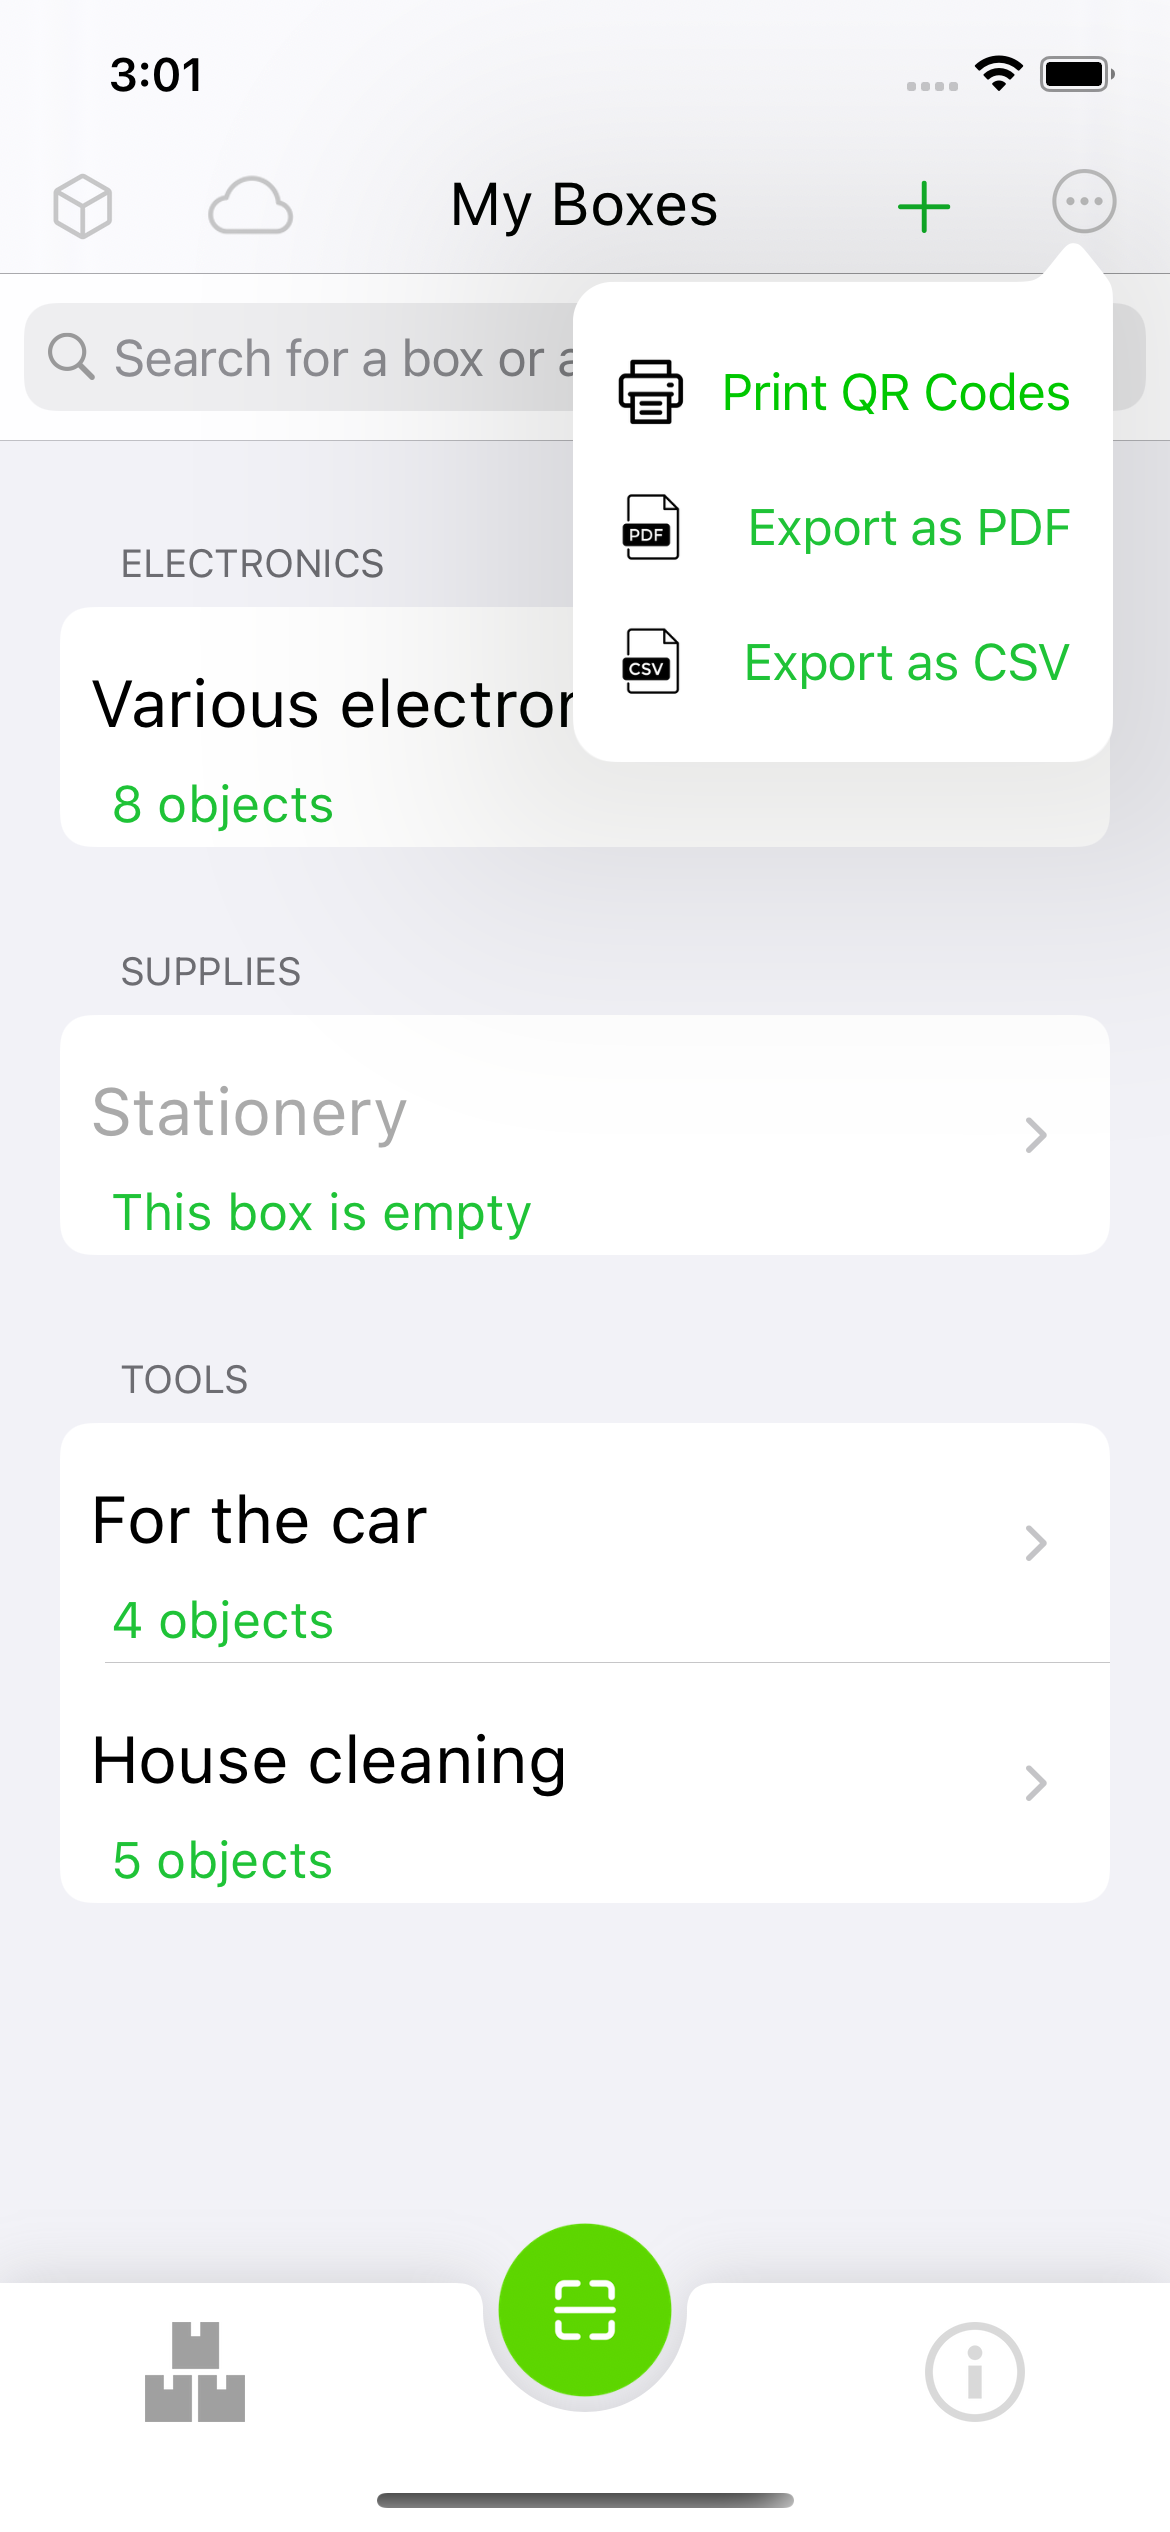 3:01
My Boxes
Search for a box or a
Print QR Codes
PDF
Export as PDF
CSV
Export as CSV
ELECTRONICS
Various electron
8 objects
SUPPLIES
Stationery
This box is empty
TOOLS
For the car
4 objects
House cleaning
5 objects